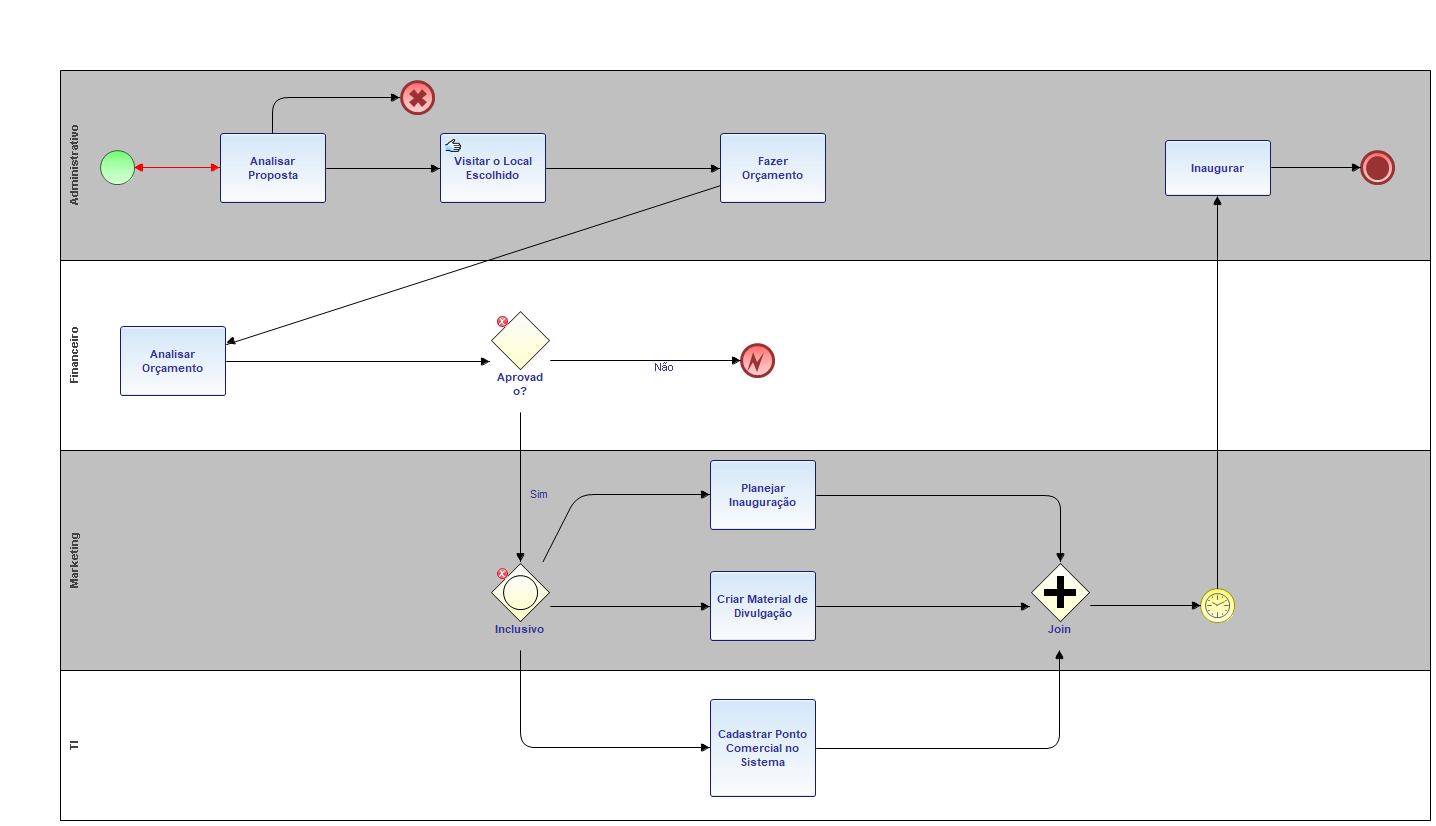 Administrativo
Analisar
Proposta
Visitar o Local
Escolhido
Fazer
Orçamento
Inaugurar
Financeiro
Analisar
Orçamento
Aprovad
o?
Não
Marketing
Sim
Planejar
Inauguração
Inclusivo
Criar Material de
Divulgação
Join
TI
Cadastrar Ponto
Comercial no
Sistema